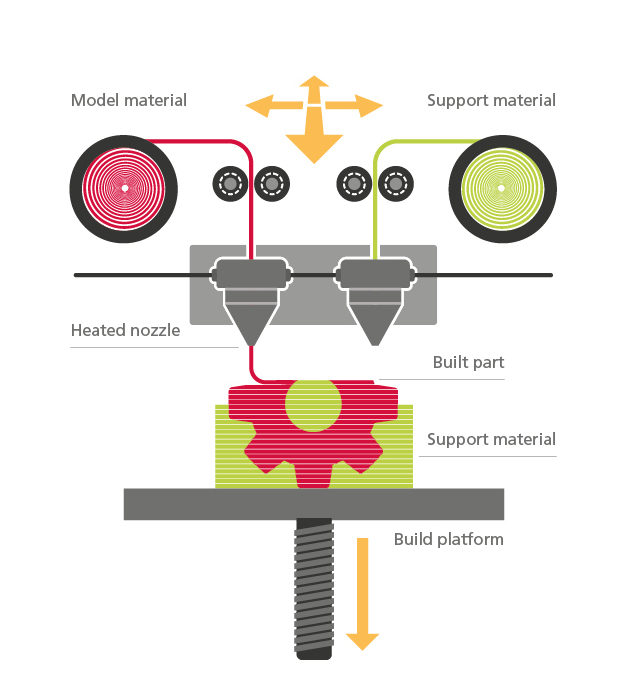 Model material
Support material
Heated nozzle
Built part
Support material
Build platform